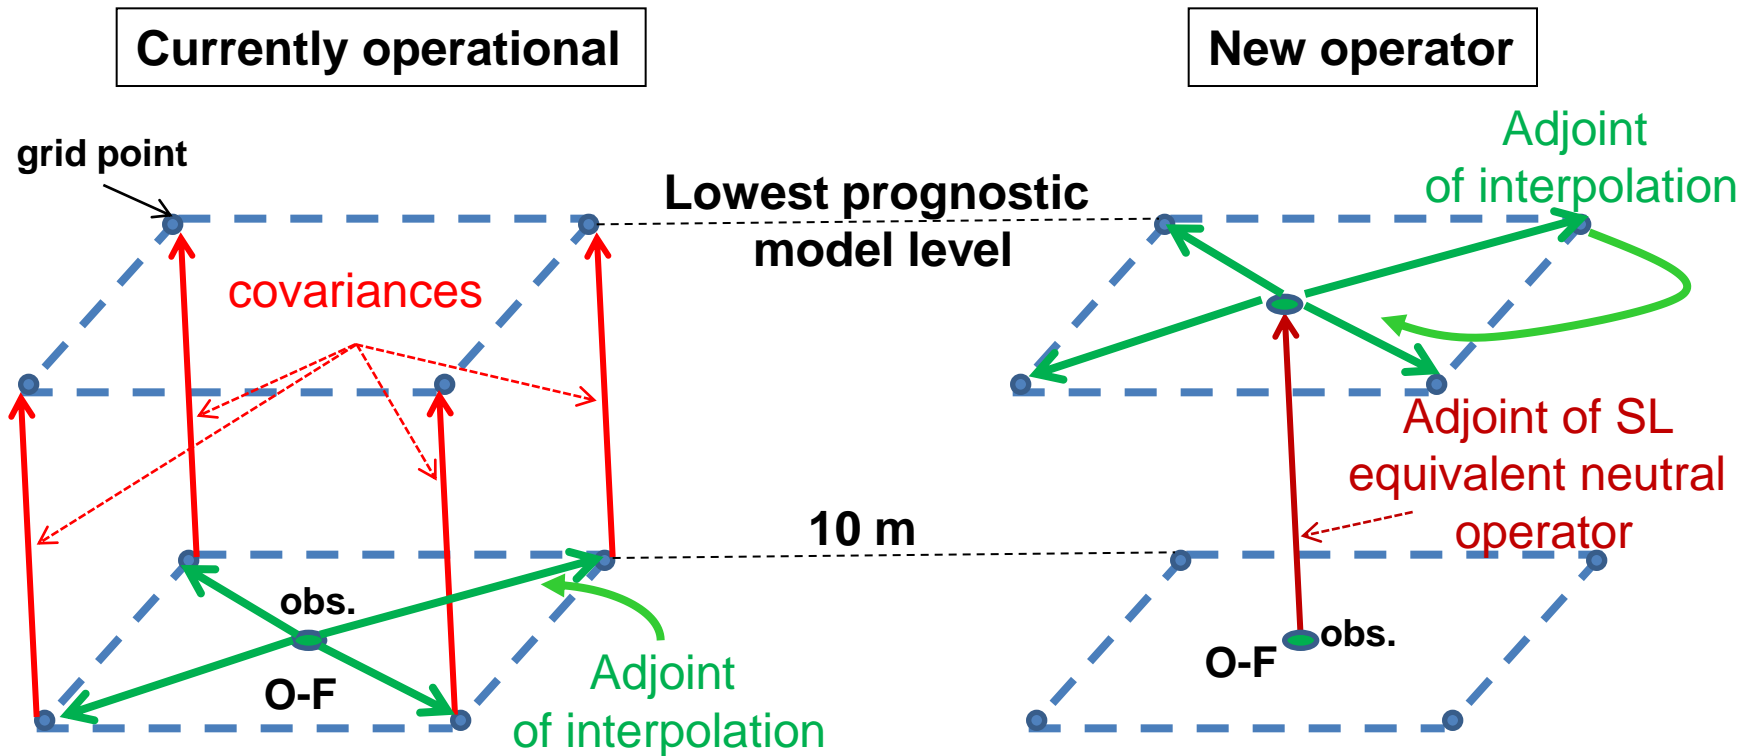 Currently operational
New operator
grid point
Lowest prognostic
model level
Adjoint
of interpolation
covariances
Adjoint of SL
equivalent neutral
operator
10 m
obs.
O-F
Adjoint
of interpolation
obs.
O-F